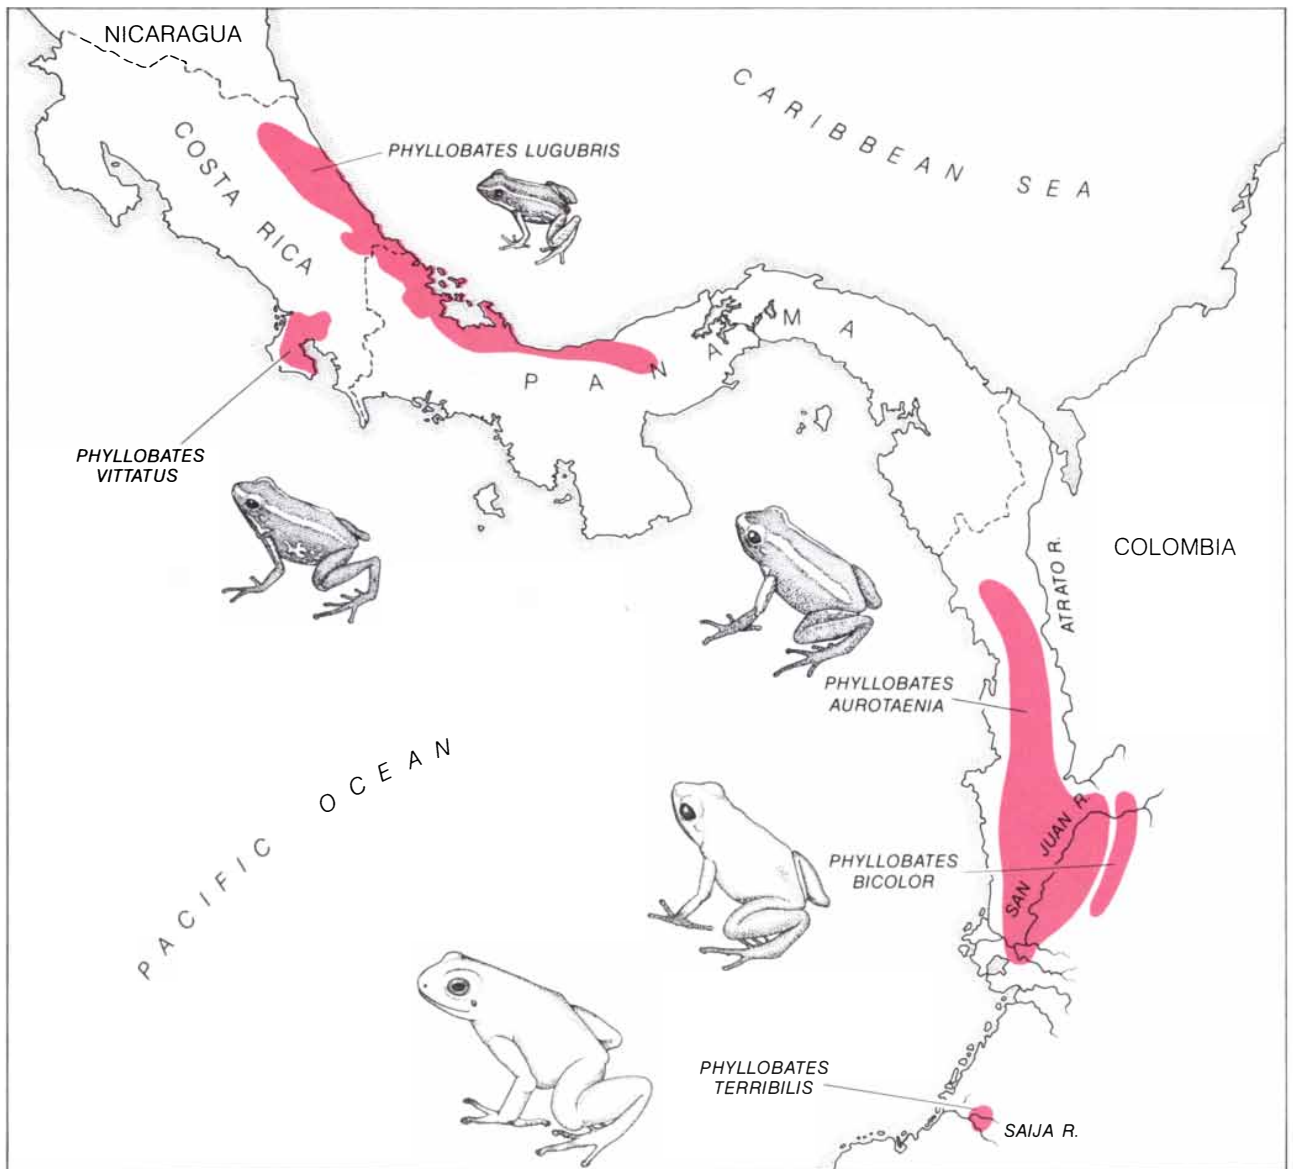 NICARAGUA
CARIBBEAN SEA
COSTA RICA
PHYLLOBATES LUGUBRIS
PANAMA
PHYLLOBATES
VITTATUS
COLOMBIA
ATRATO R.
PHYLLOBATES
AUROTAENIA
PACIFIC OCEAN
SAN JUAN R.
PHYLLOBATES
BICOLOR
PHYLLOBATES
TERRIBILIS
SAIJA R.